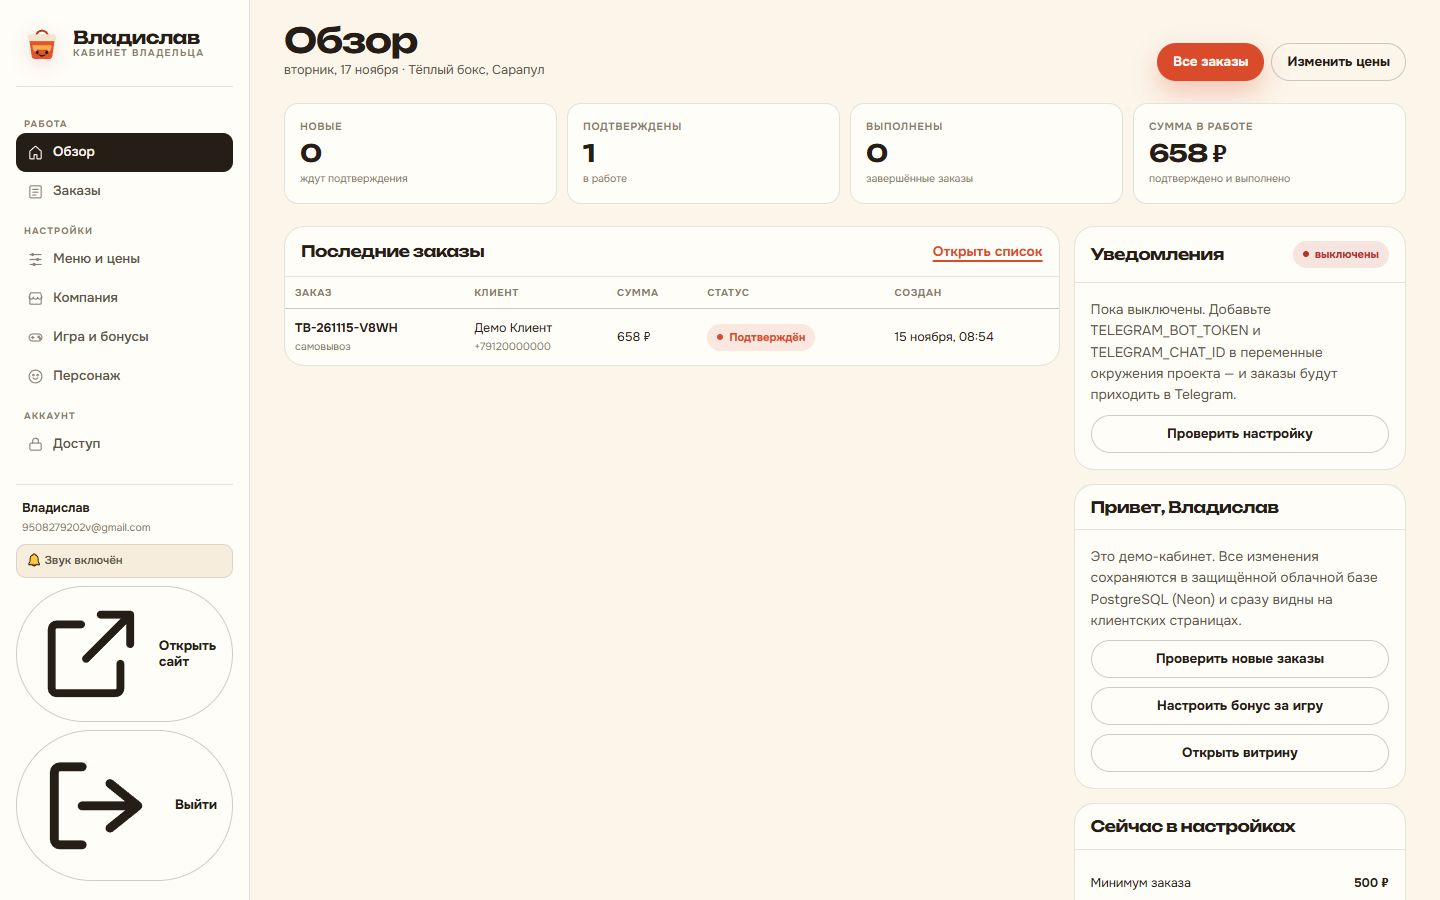 Владислав
КАБИНЕТ ВЛАДЕЛЬЦА
РАБОТА
Обзор
Заказы
НАСТРОЙКИ
Меню и цены
Компания
Игра и бонусы
Персонаж
АККАУНТ
Доступ
Владислав
9508279202v@gmail.com
Звук включён
Открыть
сайт
Выйти
Обзор
вторник, 17 ноября · Тёплый бокс, Сарапул
Все заказы
Изменить цены
НОВЫЕ
0
ждут подтверждения
ПОДТВЕРЖДЕНЫ
1
в работе
ВЫПОЛНЕНЫ
0
завершённые заказы
СУММА В РАБОТЕ
658 ₽
подтверждено и выполнено
Последние заказы
Открыть список
ЗАКАЗ КЛИЕНТ СУММА СТАТУС СОЗДАН
TB-261115-V8WH Демо Клиент 658 ₽ Подтверждён 15 ноября, 08:54
самовывоз +79120000000
Уведомления
выключены
Пока выключены. Добавьте
TELEGRAM_BOT_TOKEN и
TELEGRAM_CHAT_ID в переменные
окружения проекта — и заказы будут
приходить в Telegram.
Проверить настройку
Привет, Владислав
Это демо-кабинет. Все изменения
сохраняются в защищённой облачной базе
PostgreSQL (Neon) и сразу видны на
клиентских страницах.
Проверить новые заказы
Настроить бонус за игру
Открыть витрину
Сейчас в настройках
Минимум заказа 500 ₽